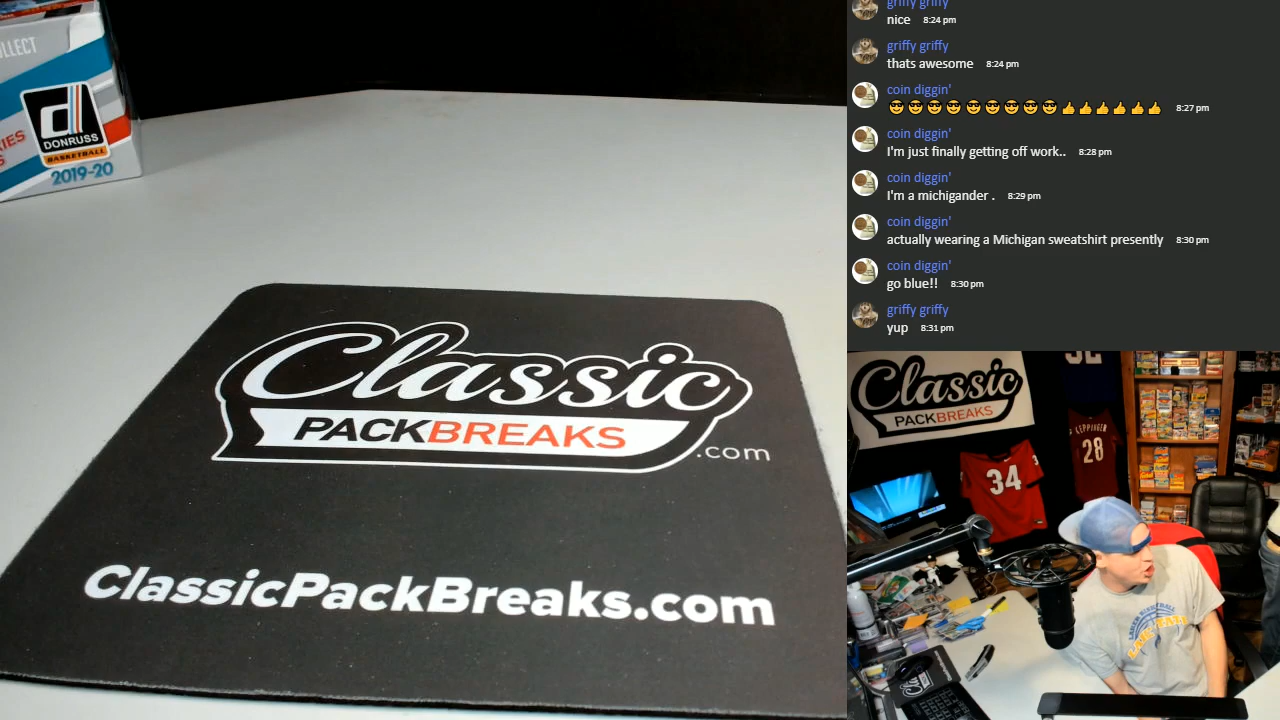 OLLECT
d
DONRUSS
BASKETBALL
2019-20
Classic
PACKBREAKS
.com
ClassicPackBreaks.com
griffy griffy
nice 8:24 pm
griffy griffy
thats awesome 8:24 pm
coin diggin'
😎😎😎😎😎😎😎😎😎👍👍👍👍👍👍 8:27 pm
coin diggin'
I'm just finally getting off work.. 8:28 pm
coin diggin'
I'm a michigander . 8:29 pm
coin diggin'
actually wearing a Michigan sweatshirt presently 8:30 pm
coin diggin'
go blue!! 8:30 pm
griffy griffy
yup 8:31 pm
Classic
PACKBREAKS
34
LEPPINGER
28